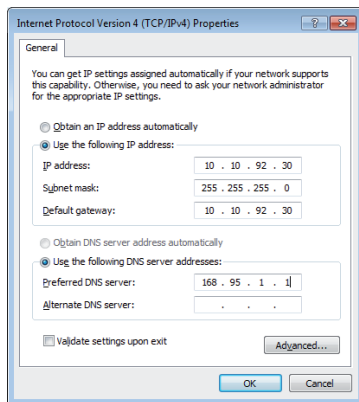 Internet Protocol Version 4 (TCP/IPv4) Properties
General
You can get IP settings assigned automatically if your network supports
this capability. Otherwise, you need to ask your network administrator
for the appropriate IP settings.
Obtain an IP address automatically
Use the following IP address:
IP address: 10 . 10 . 92 . 30
Subnet mask: 255 . 255 . 255 . 0
Default gateway: 10 . 10 . 92 . 30
Obtain DNS server address automatically
Use the following DNS server addresses:
Preferred DNS server: 168 . 95 . 1 . 1
Alternate DNS server: . . .
Validate settings upon exit
Advanced...
OK Cancel